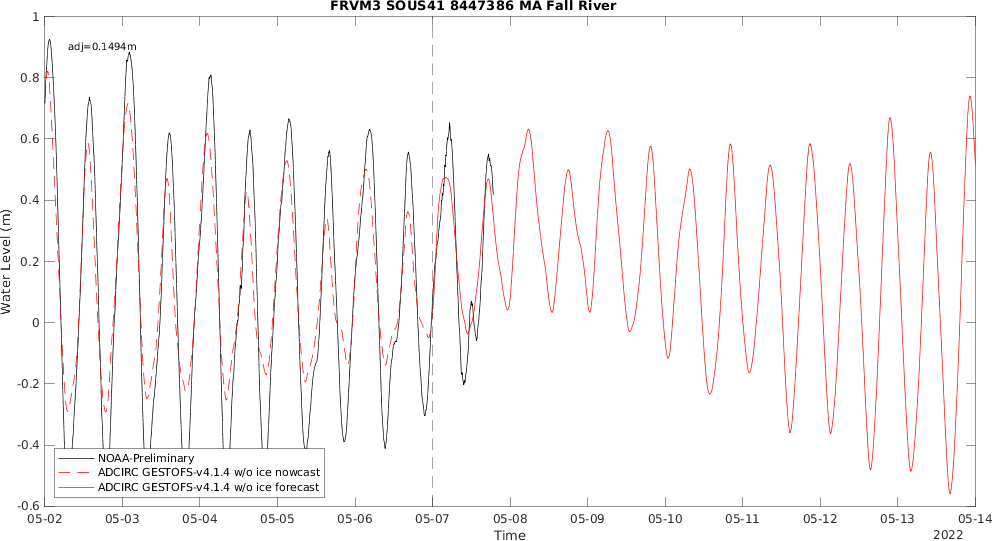 FRVM3 SOUS41 8447386 MA Fall River
adj=0.1494m
Water Level (m)
1
0.8
0.6
0.4
0.2
0
-0.2
-0.4
-0.6
NOAA-Preliminary
ADCIRC GESTOFS-v4.1.4 w/o ice nowcast
ADCIRC GESTOFS-v4.1.4 w/o ice forecast
05-02 05-03 05-04 05-05 05-06 05-07 05-08 05-09 05-10 05-11 05-12 05-13 05-14
Time
2022